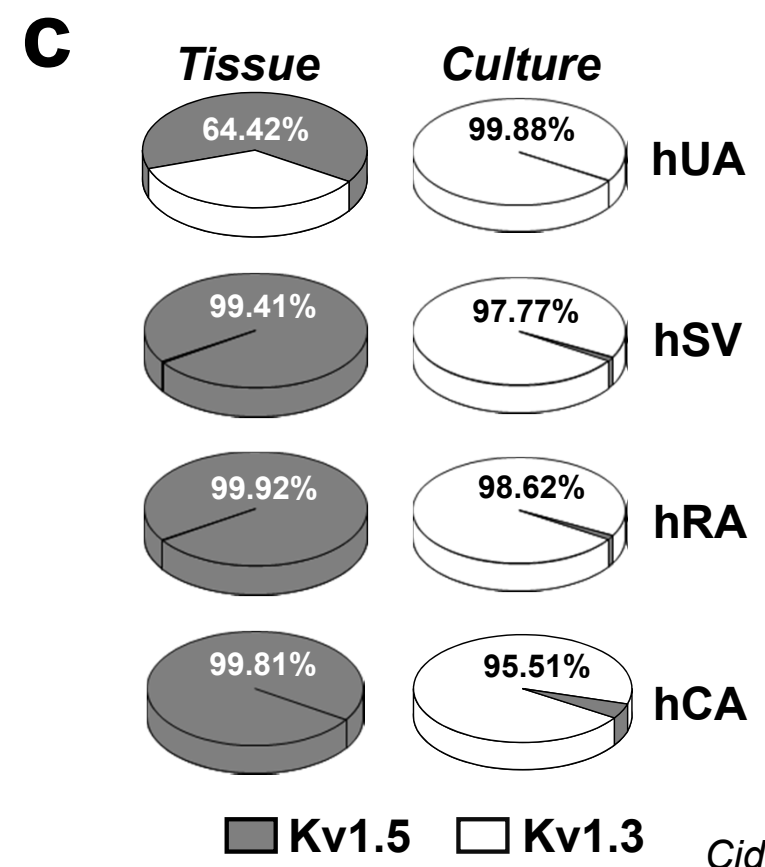 C
Tissue Culture
64.42% 99.88% hUA
99.41% 97.77% hSV
99.92% 98.62% hRA
99.81% 95.51% hCA
Kv1.5 Kv1.3
Cid